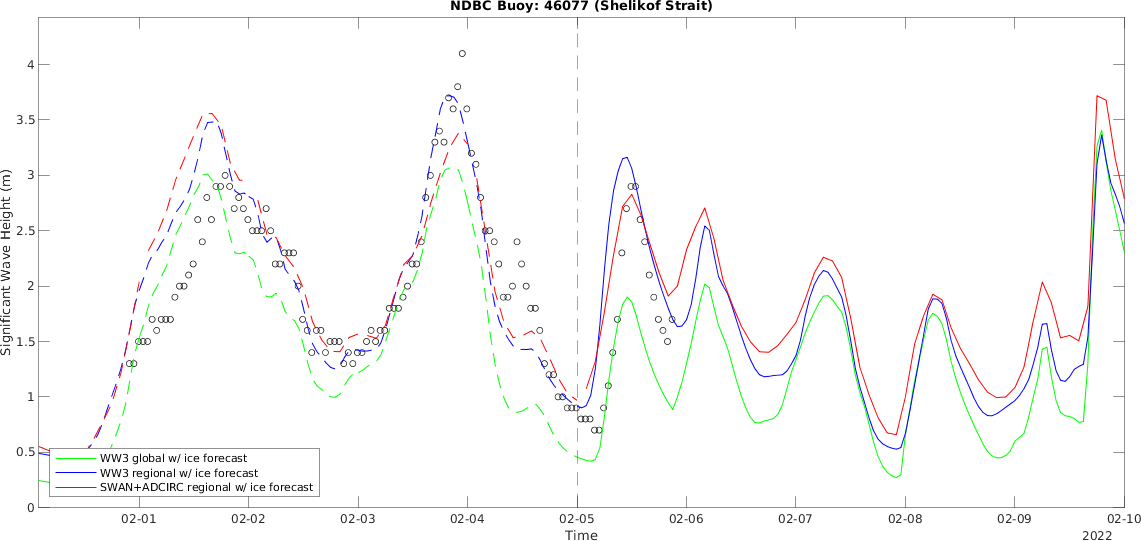 NDBC Buoy: 46077 (Shelikof Strait)
Significant Wave Height (m)
4
3.5
3
2.5
2
1.5
1
0.5
0
WW3 global w/ ice forecast
WW3 regional w/ ice forecast
SWAN+ADCIRC regional w/ ice forecast
02-01 02-02 02-03 02-04 02-05 02-06 02-07 02-08 02-09 02-10
Time
2022